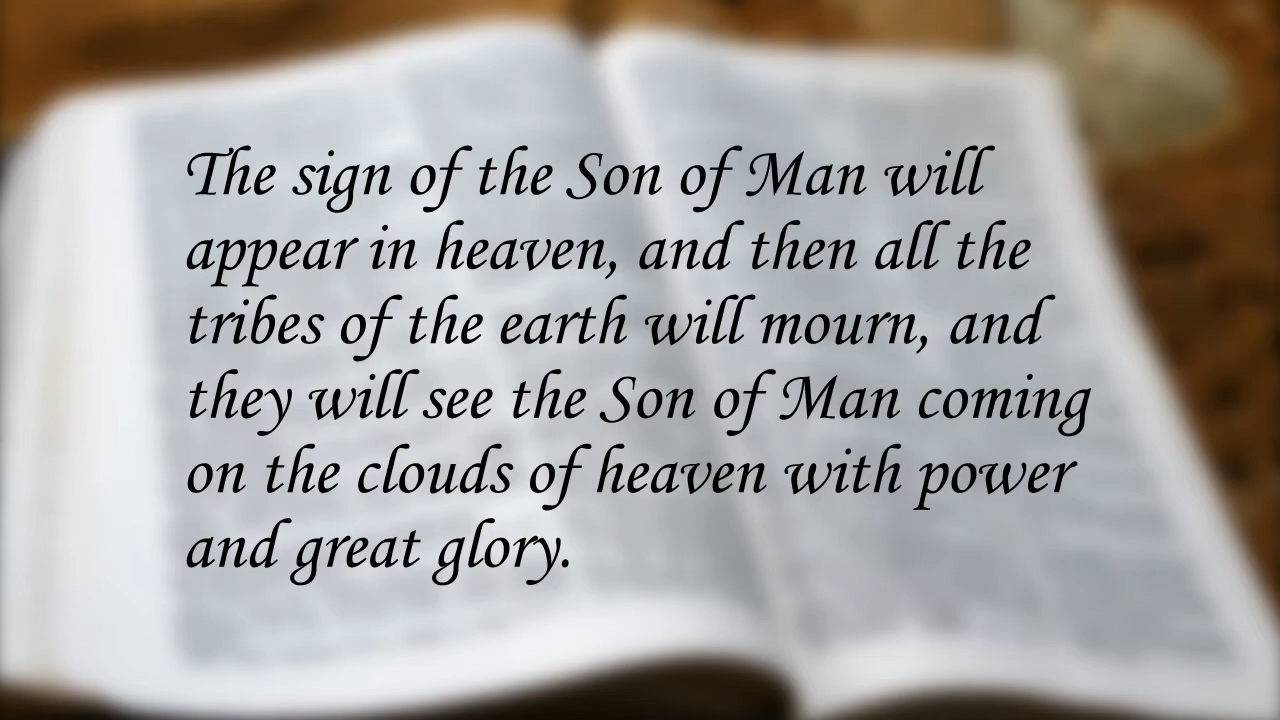 The sign of the Son of Man will
appear in heaven, and then all the
tribes of the earth will mourn, and
they will see the Son of Man coming
on the clouds of heaven with power
and great glory.